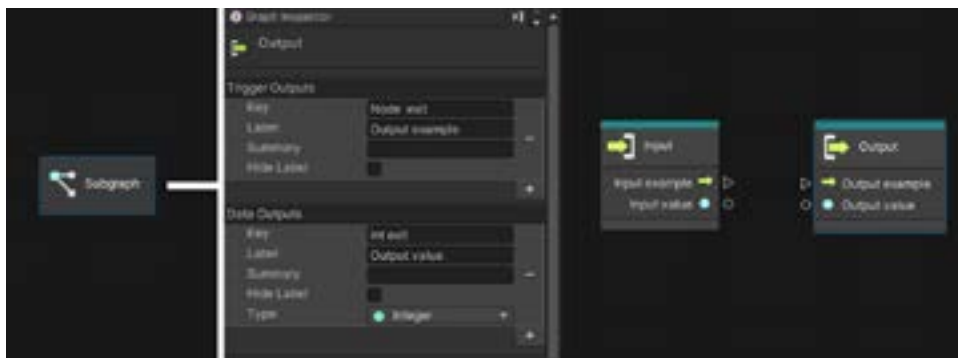 Graph Inspector
Output
Trigger Outputs
Key Node exit
Label Output example
Summary
Hide Label
Data Outputs
Key int exit
Label Output value
Summary
Hide Label
Type Integer
Subgraph
Input
Input example
Input value
Output
Output example
Output value